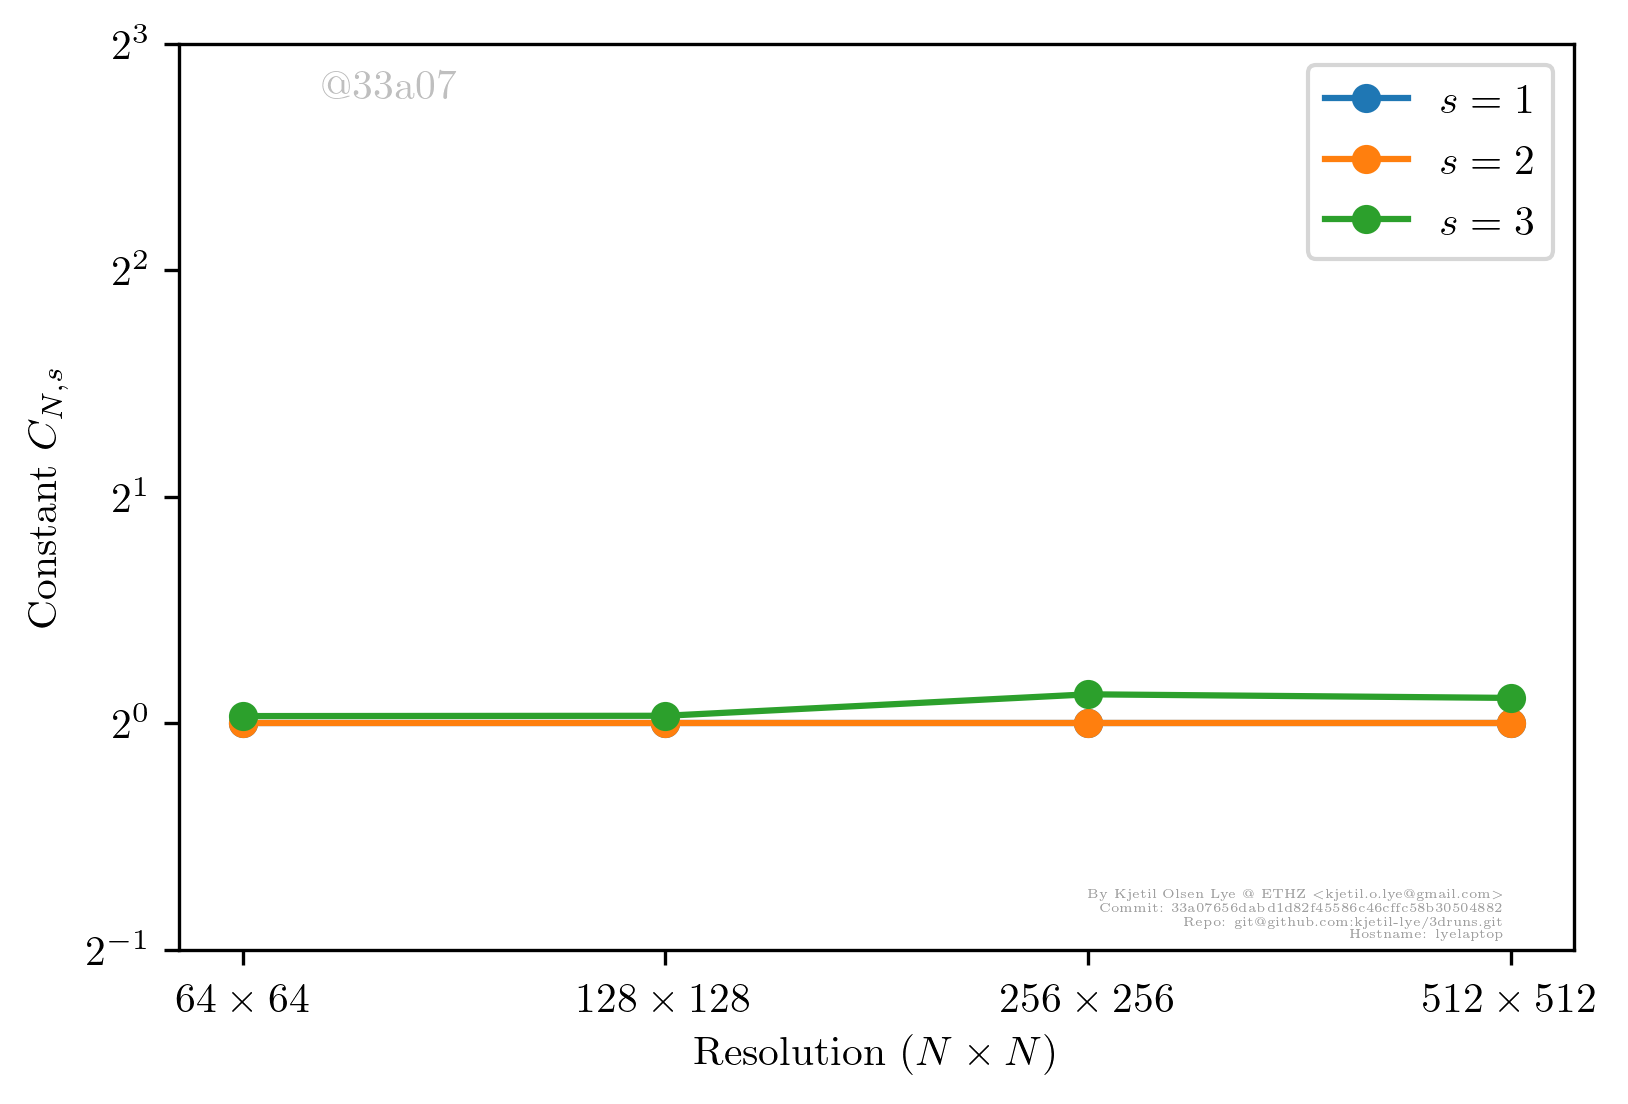 2^3
@33a07
s = 1
s = 2
s = 3
2^2
2^1
2^0
2^{-1}
Constant C_{N,s}
By Kjetil Olsen Lye @ ETHZ <kjetil.o.lye@gmail.com>
Commit: 33a07656dabd1d82f45586c46cffc58b30504882
Repo: git@github.com:kjetil-lye/3druns.git
Hostname: lyelaptop
64 × 64 128 × 128 256 × 256 512 × 512
Resolution (N × N)